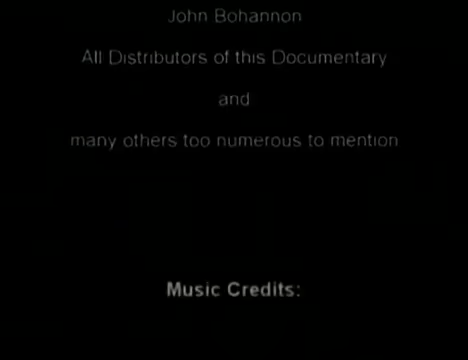 John Bohannon
All Distributors of this Documentary
and
many others too numerous to mention
Music Credits: